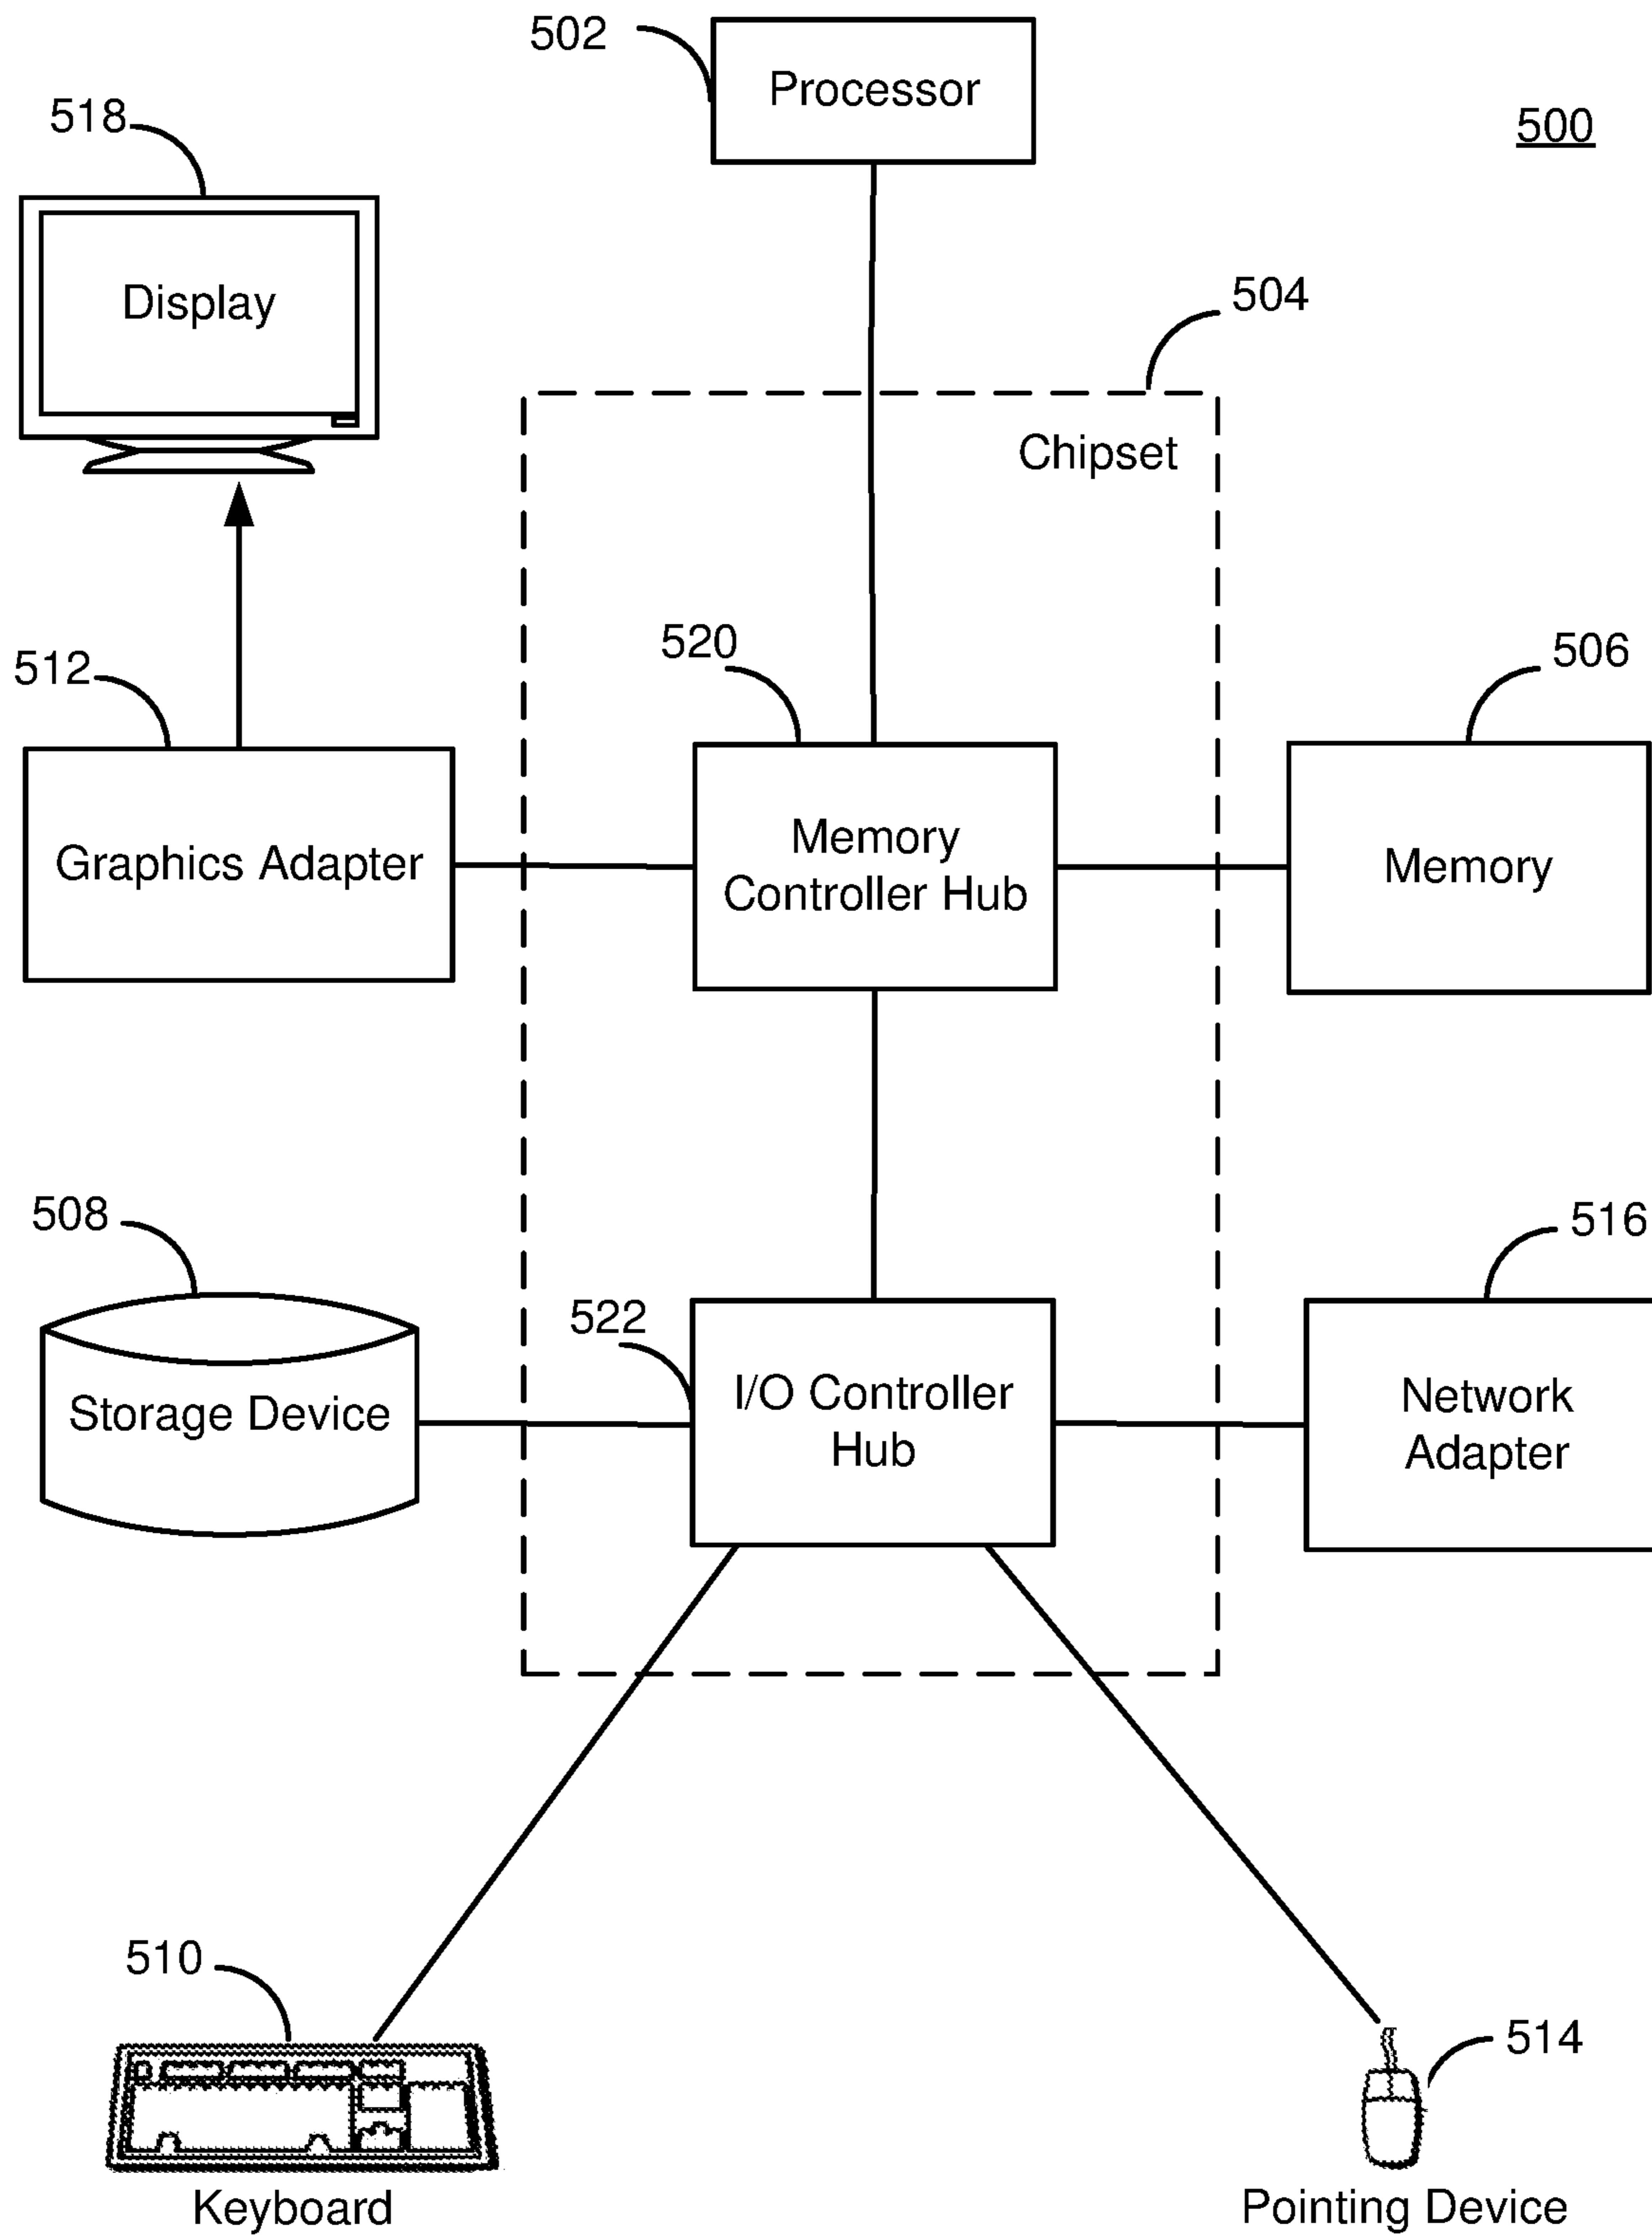 502
Processor
500
518
Display
504
Chipset
520
506
512
Graphics Adapter
Memory
Controller Hub
Memory
508
516
522
Storage Device
I/O Controller
Hub
Network
Adapter
510
514
Keyboard
Pointing Device